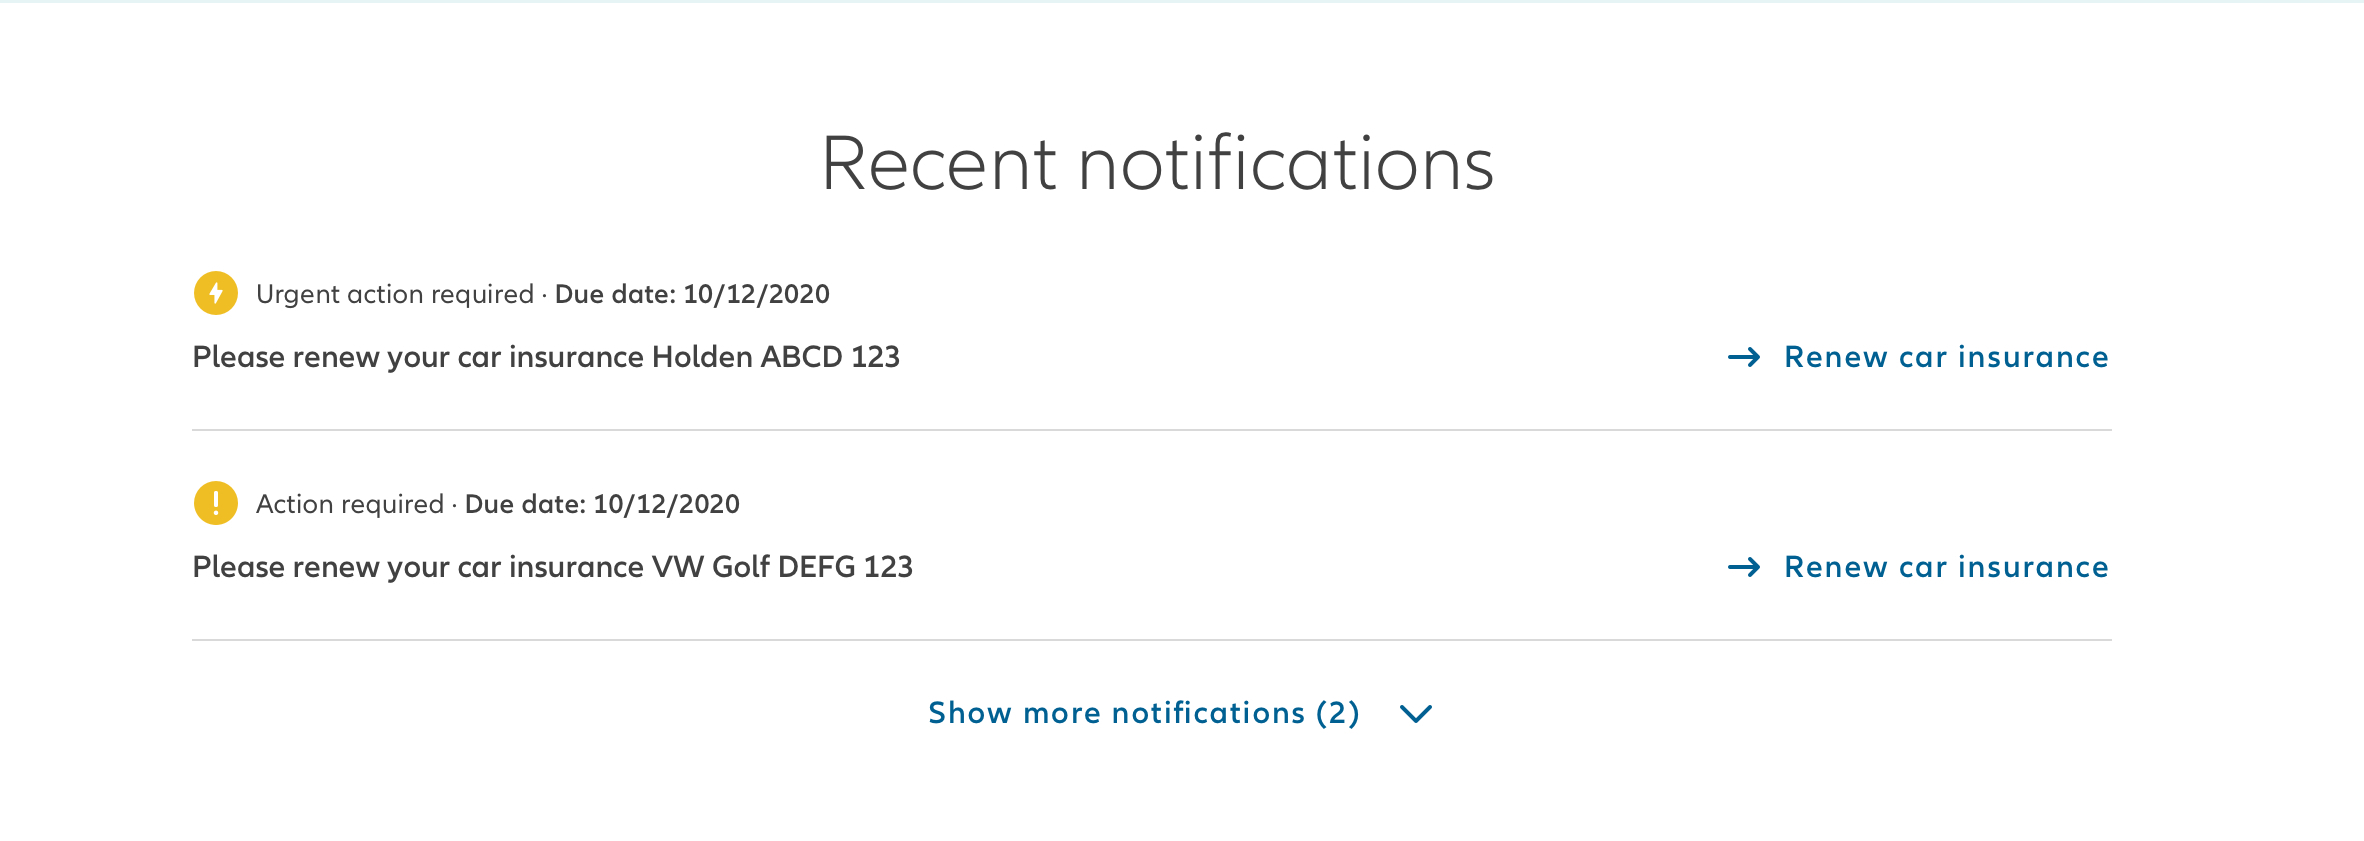 Recent notifications
Urgent action required · Due date: 10/12/2020
Please renew your car insurance Holden ABCD 123
Renew car insurance
Action required · Due date: 10/12/2020
Please renew your car insurance VW Golf DEFG 123
Renew car insurance
Show more notifications (2)